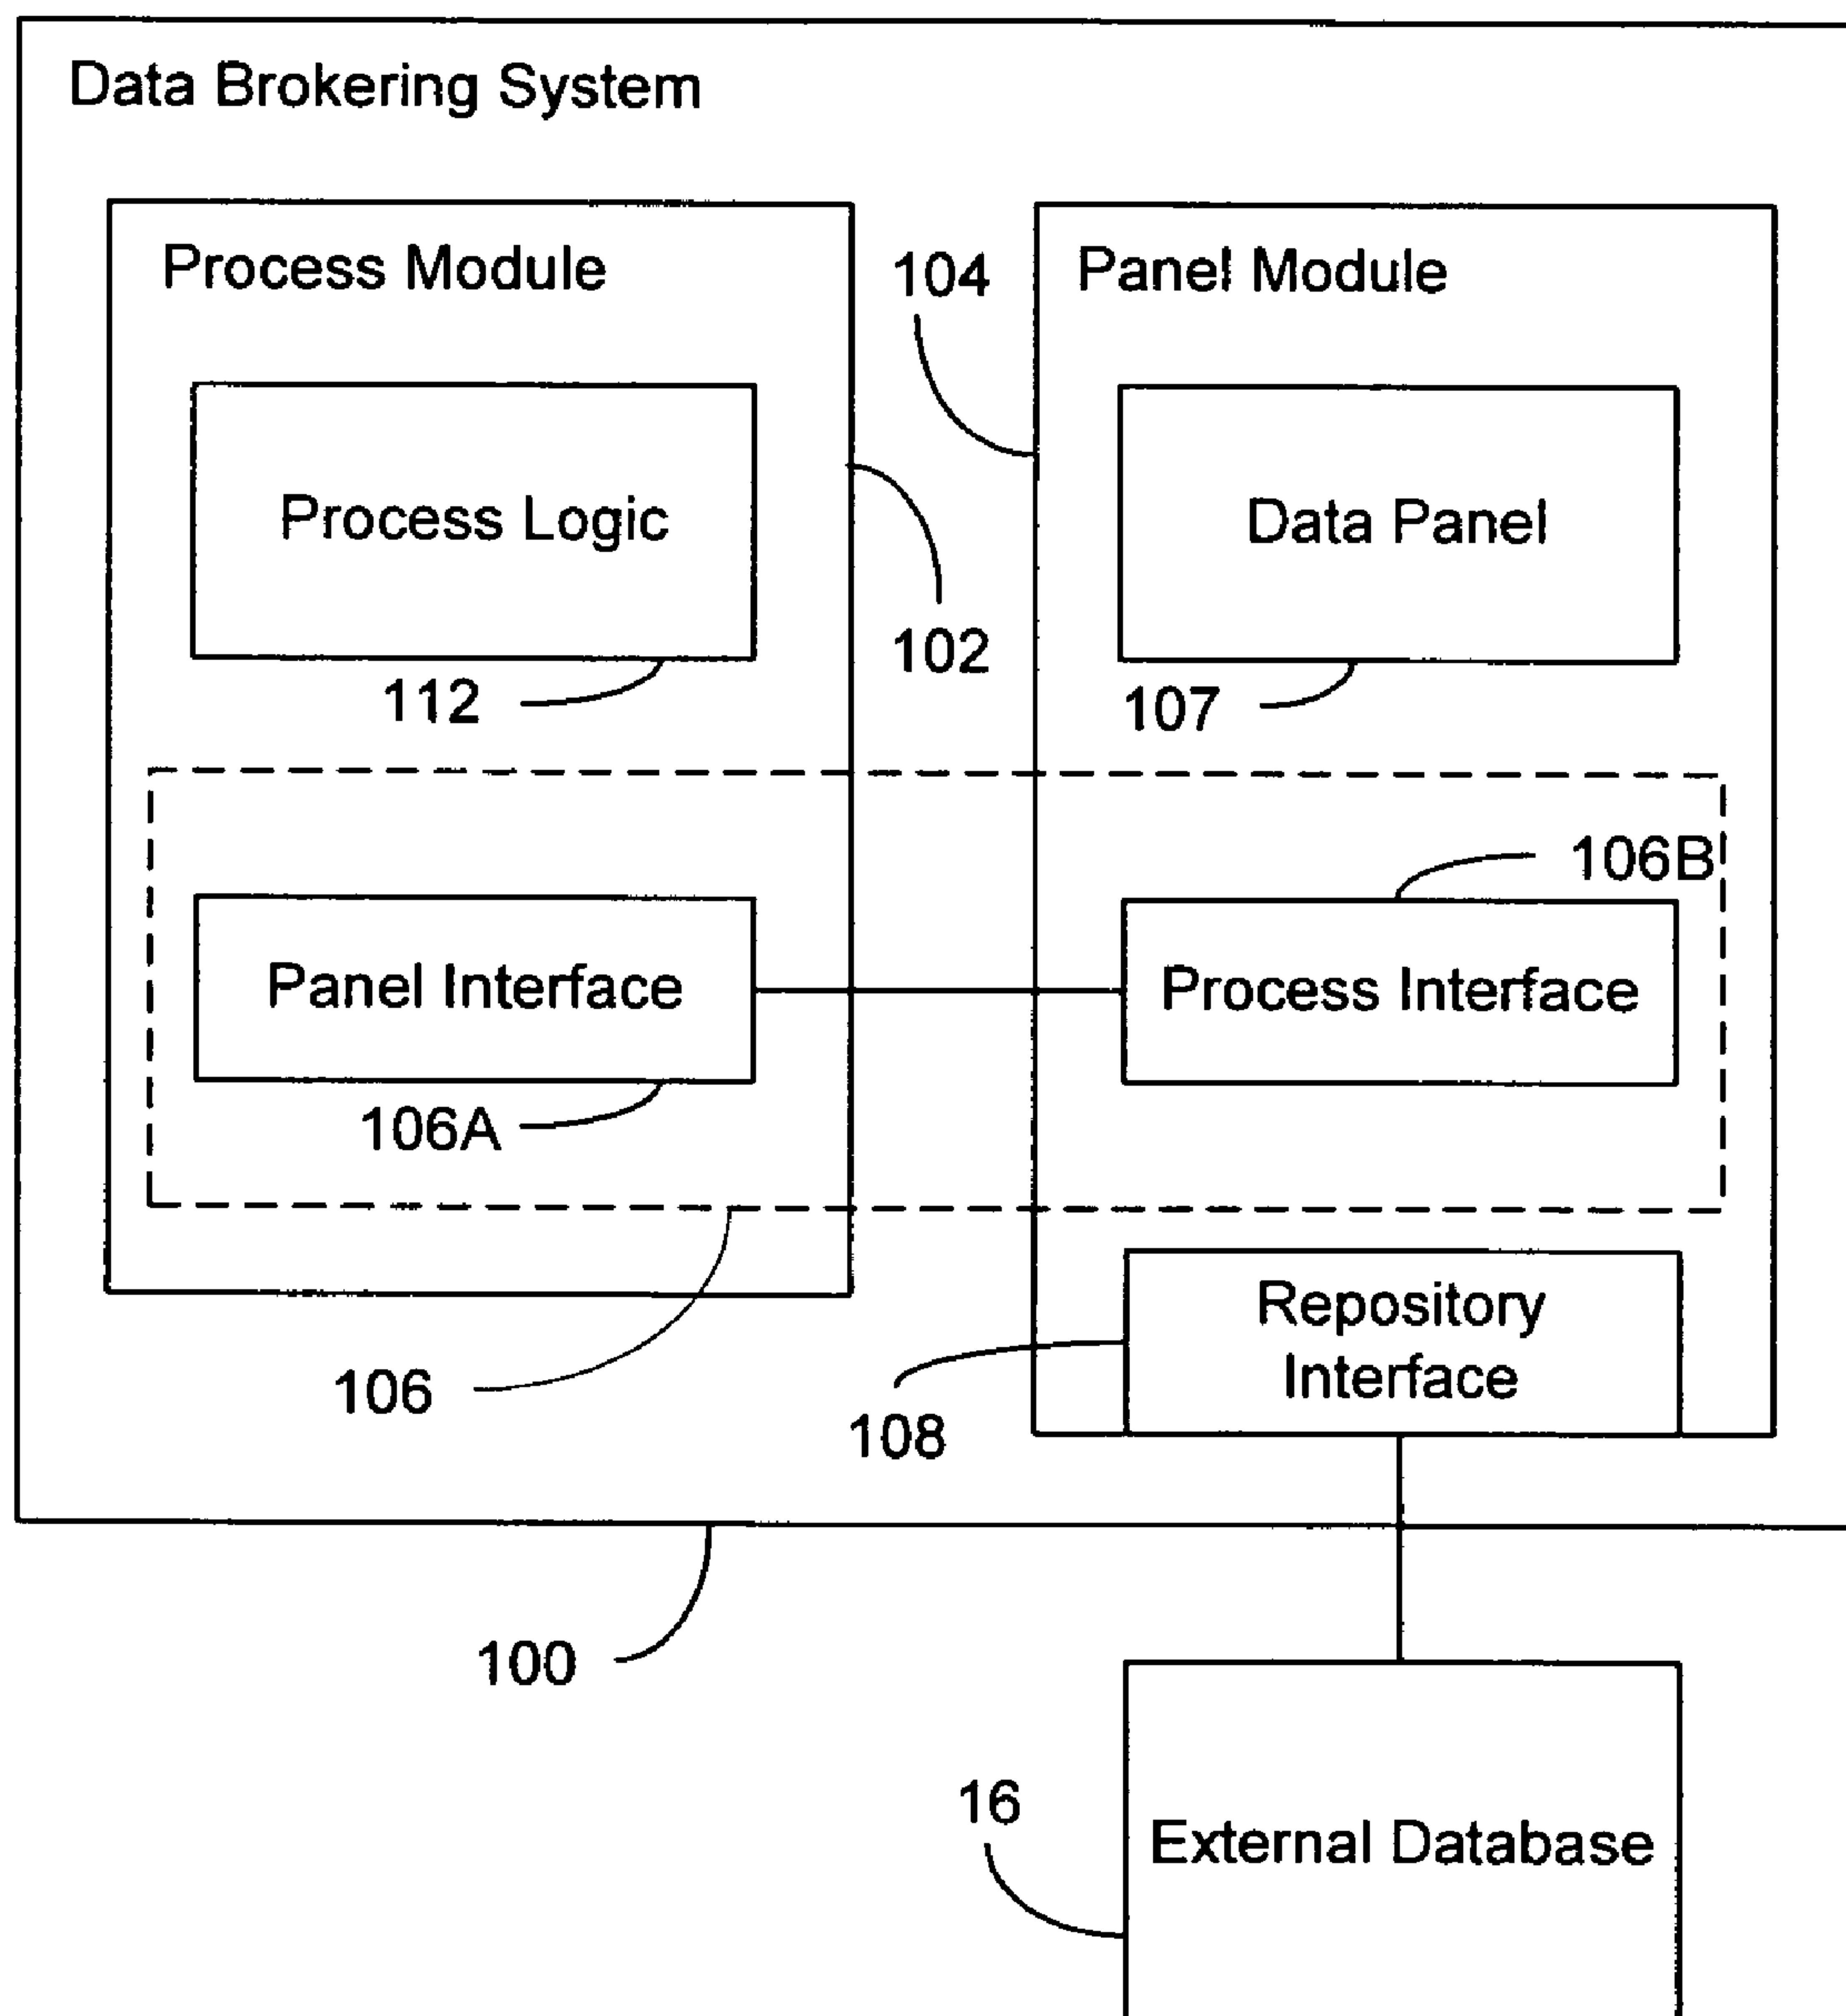 Data Brokering System
Process Module
104
Panel Module
Process Logic
Data Panel
102
112
107
106B
Panel Interface
Process Interface
106A
Repository
Interface
106
108
100
16
External Database